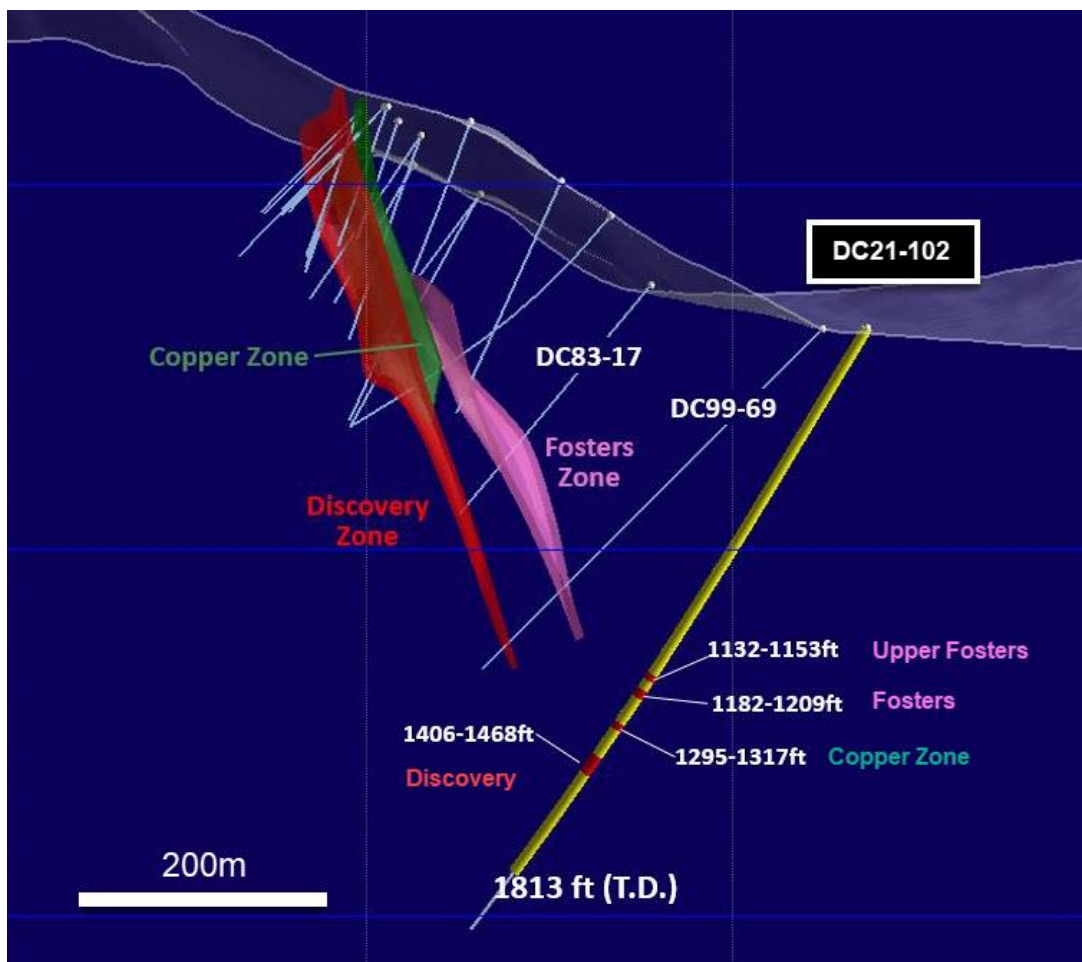 DC21-102
Copper Zone
DC83-17
DC99-69
Fosters
Zone
Discovery
Zone
1132-1153ft Upper Fosters
1182-1209ft Fosters
1406-1468ft
1295-1317ft Copper Zone
Discovery
200m
1813 ft (T.D.)